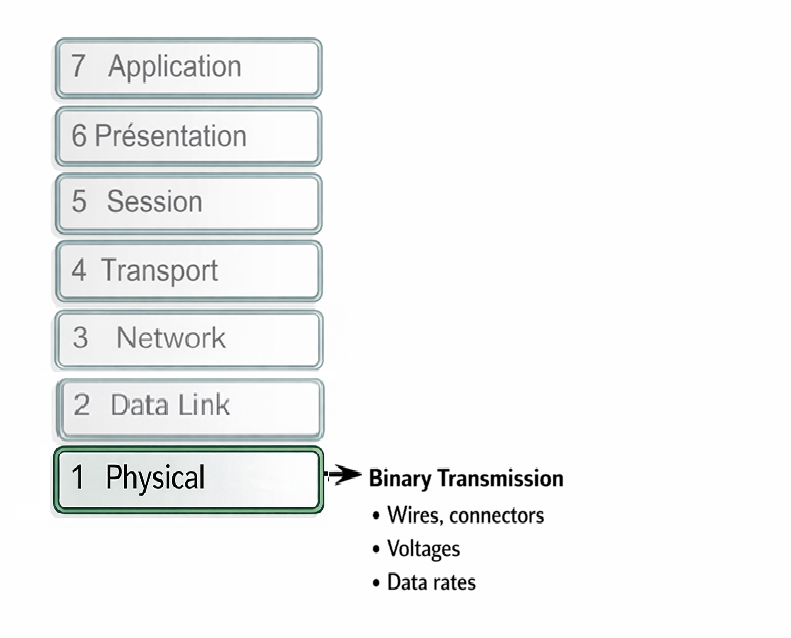 7 Application
6 Présentation
5 Session
4 Transport
3 Network
2 Data Link
1 Physical
Binary Transmission
• Wires, connectors
• Voltages
• Data rates